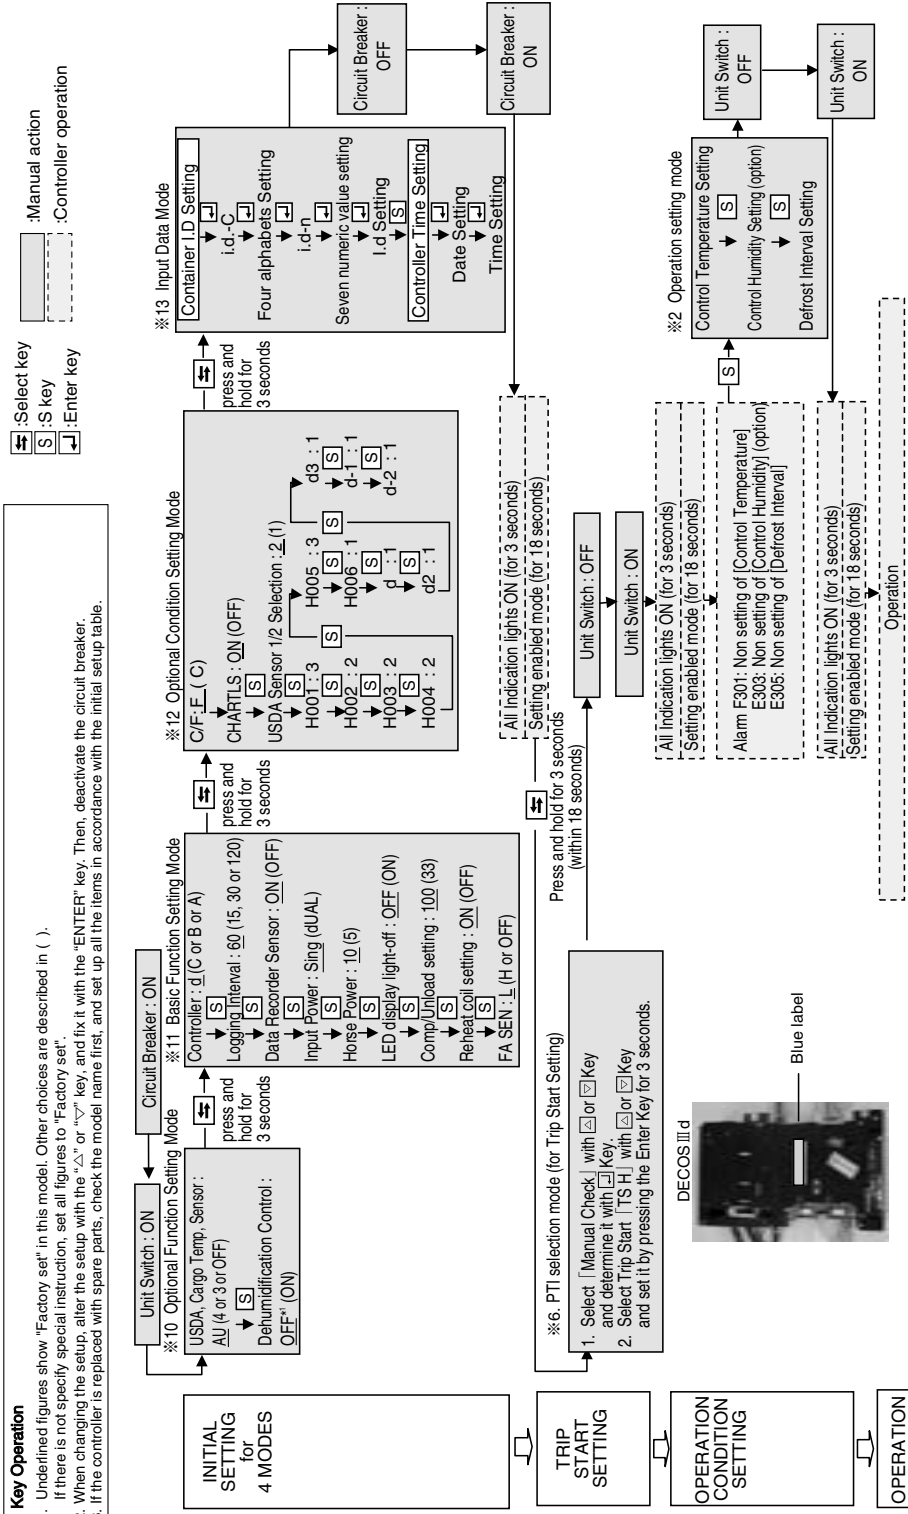 Key Operation
. Underlined figures show "Factory set" in this model. Other choices are described in ( ).
If there is not specify special instruction, set all figures to "Factory set".
. When changing the setup, alter the setup with the "△" or "▽" key, and fix it with the "ENTER" key. Then, deactivate the circuit breaker.
. If the controller is replaced with spare parts, check the model name first, and set up all the items in accordance with the initial setup table.
⇆ :Select key
S :S key
↵ :Enter key
:Manual action
:Controller operation
INITIAL
SETTING
for
4 MODES
Unit Switch : ON
Circuit Breaker : ON
※10 Optional Function Setting Mode
USDA, Cargo Temp, Sensor :
AU (4 or 3 or OFF)
S
Dehumidification Control :
OFF*1 (ON)
⇆
press and
hold for
3 seconds
※11 Basic Function Setting Mode
Controller : d (C or B or A)
S
Logging Interval : 60 (15, 30 or 120)
S
Data Recorder Sensor : ON (OFF)
S
Input Power : Sing (dUAL)
S
Horse Power : 10 (5)
S
LED display light-off : OFF (ON)
S
Comp/Unload setting : 100 (33)
S
Reheat coil setting : ON (OFF)
S
FA SEN : L (H or OFF)
⇆
press and
hold for
3 seconds
※12 Optional Condition Setting Mode
C/F: F ( C)
CHARTLS : ON (OFF)
S
USDA Sensor 1/2 Selection : 2 (1)
S
H001 : 3
S
H002 : 2
S
H003 : 2
S
H004 : 2
S
H005 : 3
S
H006 : 1
S
d : 1
S
d2 : 1
S
d3 : 1
S
d-1 : 1
S
d-2 : 1
⇆
press and
hold for
3 seconds
※13 Input Data Mode
Container I.D Setting
↵
i.d.-C
↵
Four alphabets Setting
↵
i.d-n
↵
Seven numeric value setting
↵
I.d Setting
S
Controller Time Setting
↵
Date Setting
↵
Time Setting
Circuit Breaker :
OFF
Circuit Breaker :
ON
All Indication lights ON (for 3 seconds)
Setting enabled mode (for 18 seconds)
⇆
Press and hold for 3 seconds
(within 18 seconds)
TRIP
START
SETTING
※6. PTI selection mode (for Trip Start Setting)
1. Select「Manual Check」with △ or ▽ Key
and determine it with ↵ Key.
2. Select Trip Start「TS H」with △ or ▽ Key
and set it by pressing the Enter Key for 3 seconds.
Unit Switch : OFF
Unit Switch : ON
OPERATION
CONDITION
SETTING
DECOS Ⅲ d
Blue label
All Indication lights ON (for 3 seconds)
Setting enabled mode (for 18 seconds)
Alarm F301: Non setting of [Control Temperature]
E303: Non setting of [Control Humidity] (option)
E305: Non setting of [Defrost Interval]
S
※2 Operation setting mode
Control Temperature Setting
S
Control Humidity Setting (option)
S
Defrost Interval Setting
Unit Switch :
OFF
Unit Switch :
ON
All Indication lights ON (for 3 seconds)
Setting enabled mode (for 18 seconds)
OPERATION
Operation